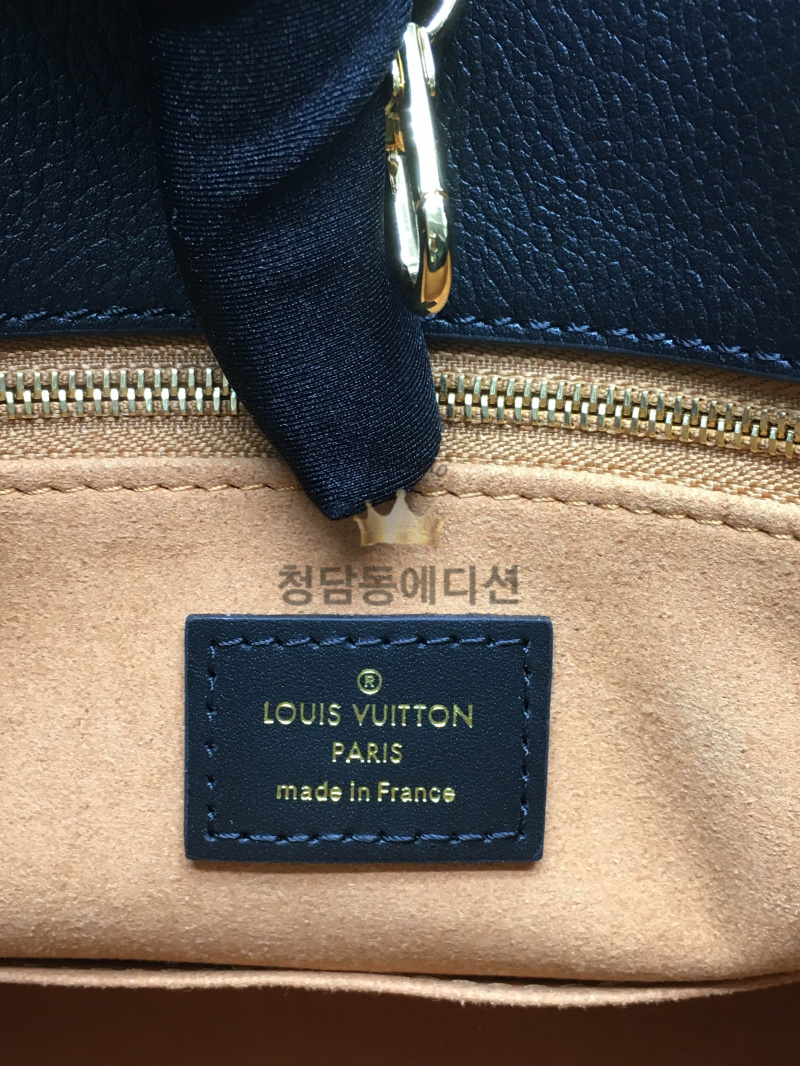 청담동에디션
®
LOUIS VUITTON
PARIS
made in France